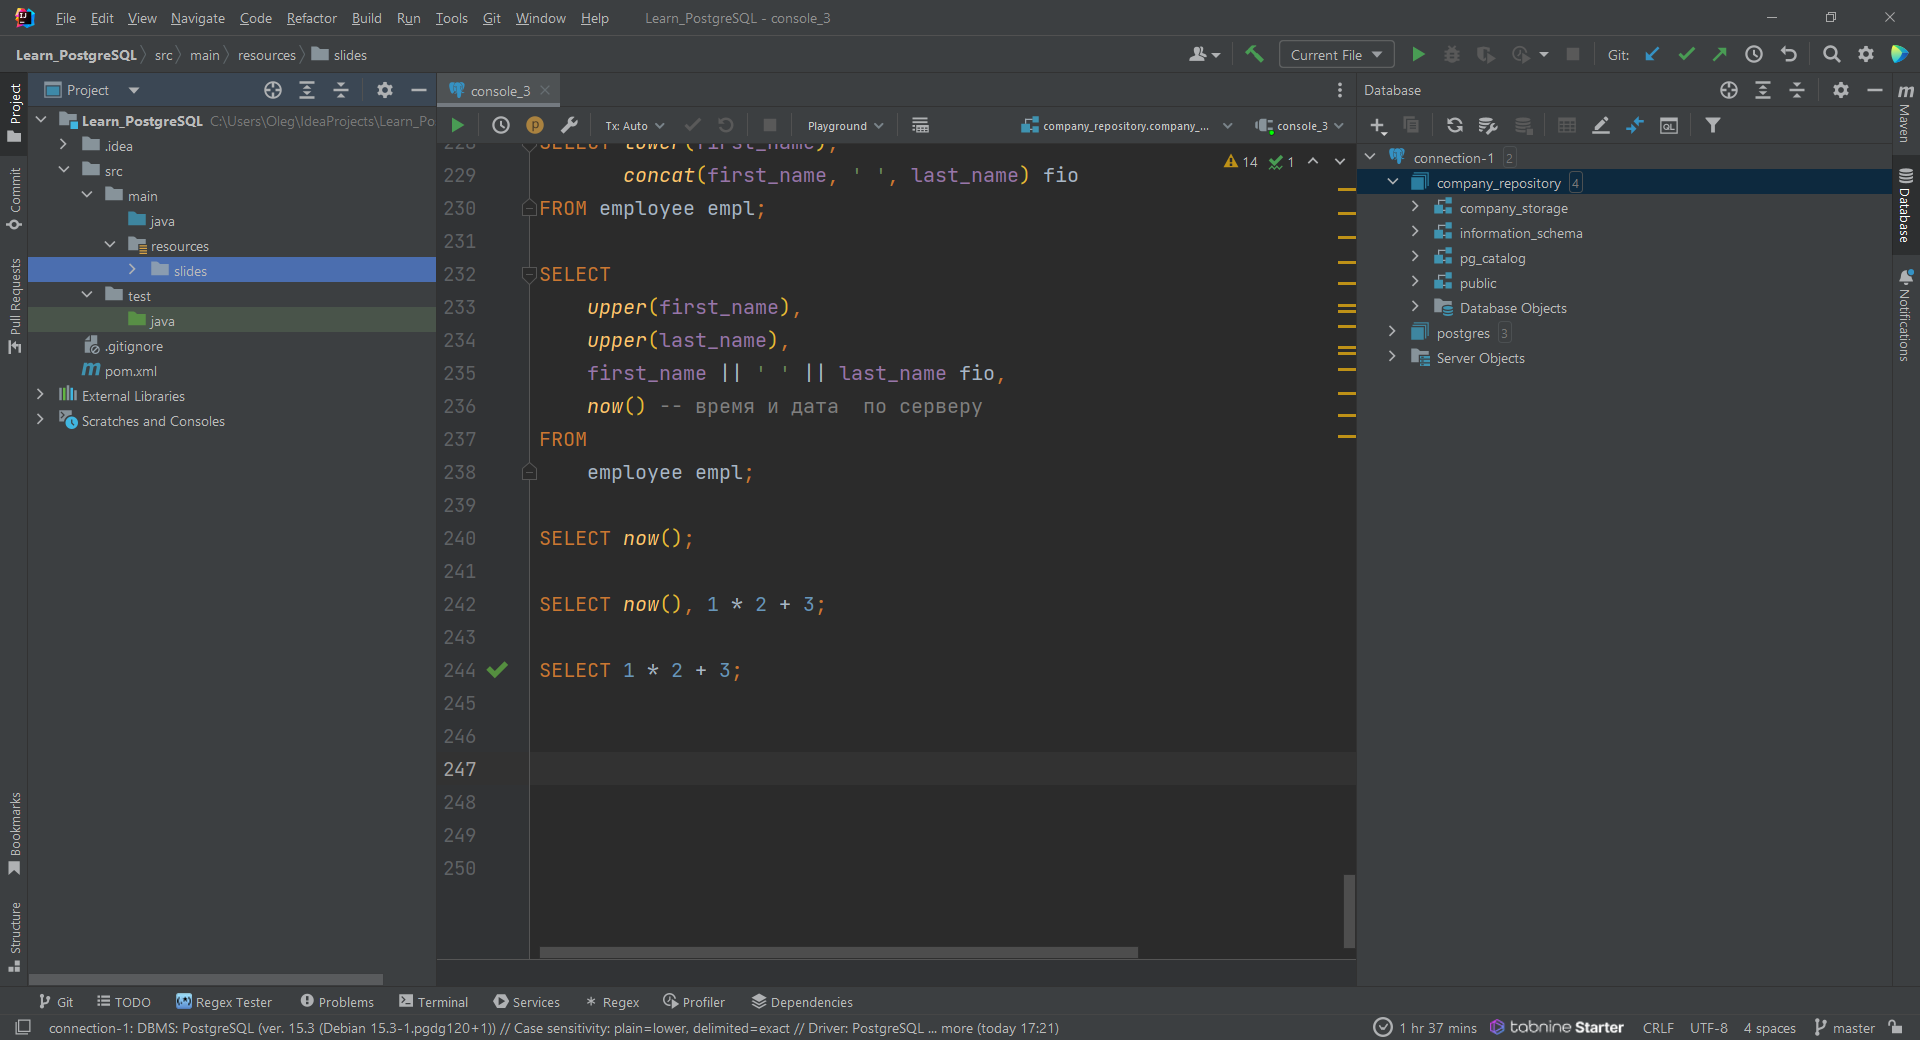 File Edit View Navigate Code Refactor Build Run Tools Git Window Help Learn_PostgreSQL - console_3
Learn_PostgreSQL src main resources slides
Current File
Git:
Project
console_3
Database
Learn_PostgreSQL C:\Users\Oleg\IdeaProjects\Learn_Po
.idea
src
main
java
resources
slides
test
java
.gitignore
pom.xml
External Libraries
Scratches and Consoles
Tx: Auto
Playground
company_repository.company_...
console_3
14
1
228 SELECT lower(first_name),
229 concat(first_name, ' ', last_name) fio
230 FROM employee empl;
231
232 SELECT
233 upper(first_name),
234 upper(last_name),
235 first_name || ' ' || last_name fio,
236 now() -- время и дата  по серверу
237 FROM
238 employee empl;
239
240 SELECT now();
241
242 SELECT now(), 1 * 2 + 3;
243
244 SELECT 1 * 2 + 3;
245
246
247
248
249
250
connection-1 2
company_repository 4
company_storage
information_schema
pg_catalog
public
Database Objects
postgres 3
Server Objects
Project
Commit
Pull Requests
Bookmarks
Structure
Maven
Database
Notifications
Git TODO Regex Tester Problems Terminal Services Regex Profiler Dependencies
connection-1: DBMS: PostgreSQL (ver. 15.3 (Debian 15.3-1.pgdg120+1)) // Case sensitivity: plain=lower, delimited=exact // Driver: PostgreSQL ... more (today 17:21)
1 hr 37 mins tabnine Starter CRLF UTF-8 4 spaces master